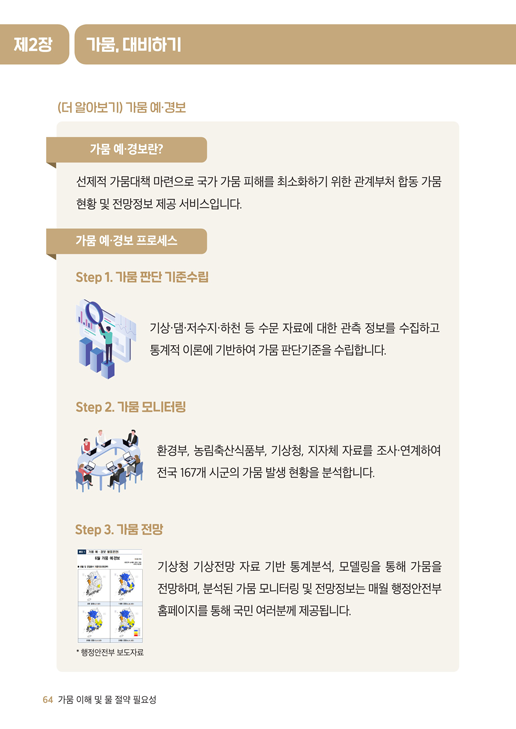 제2장
가뭄, 대비하기
(더 알아보기) 가뭄 예·경보
가뭄 예·경보란?
선제적 가뭄대책 마련으로 국가 가뭄 피해를 최소화하기 위한 관계부처 합동 가뭄
현황 및 전망정보 제공 서비스입니다.
가뭄 예·경보 프로세스
Step 1. 가뭄 판단 기준수립
기상·댐·저수지·하천 등 수문 자료에 대한 관측 정보를 수집하고
통계적 이론에 기반하여 가뭄 판단기준을 수립합니다.
Step 2. 가뭄 모니터링
환경부, 농림축산식품부, 기상청, 지자체 자료를 조사·연계하여
전국 167개 시군의 가뭄 발생 현황을 분석합니다.
Step 3. 가뭄 전망
6월 가뭄 예·경보
기상청 기상전망 자료 기반 통계분석, 모델링을 통해 가뭄을
전망하며, 분석된 가뭄 모니터링 및 전망정보는 매월 행정안전부
홈페이지를 통해 국민 여러분께 제공됩니다.
* 행정안전부 보도자료
64 가뭄 이해 및 물 절약 필요성